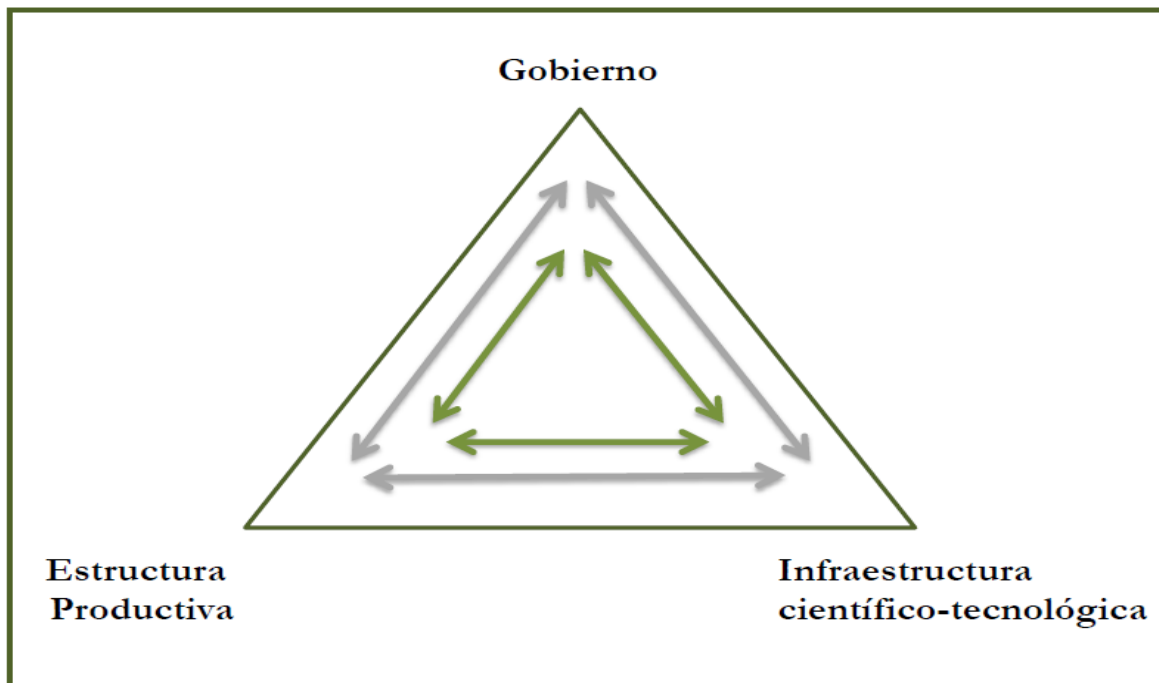 Gobierno
Estructura
Productiva
Infraestructura
científico-tecnológica